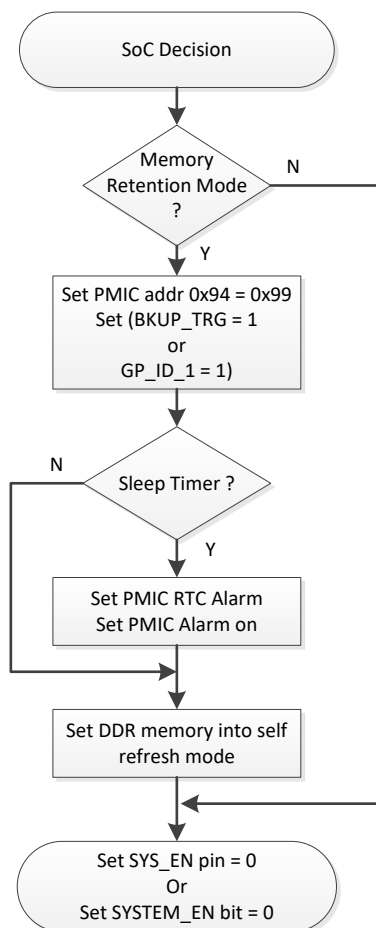 SoC Decision
Memory
Retention Mode
?
N
Y
Set PMIC addr 0x94 = 0x99
Set (BKUP_TRG = 1
or
GP_ID_1 = 1)
N
Sleep Timer ?
Y
Set PMIC RTC Alarm
Set PMIC Alarm on
Set DDR memory into self
refresh mode
Set SYS_EN pin = 0
Or
Set SYSTEM_EN bit = 0